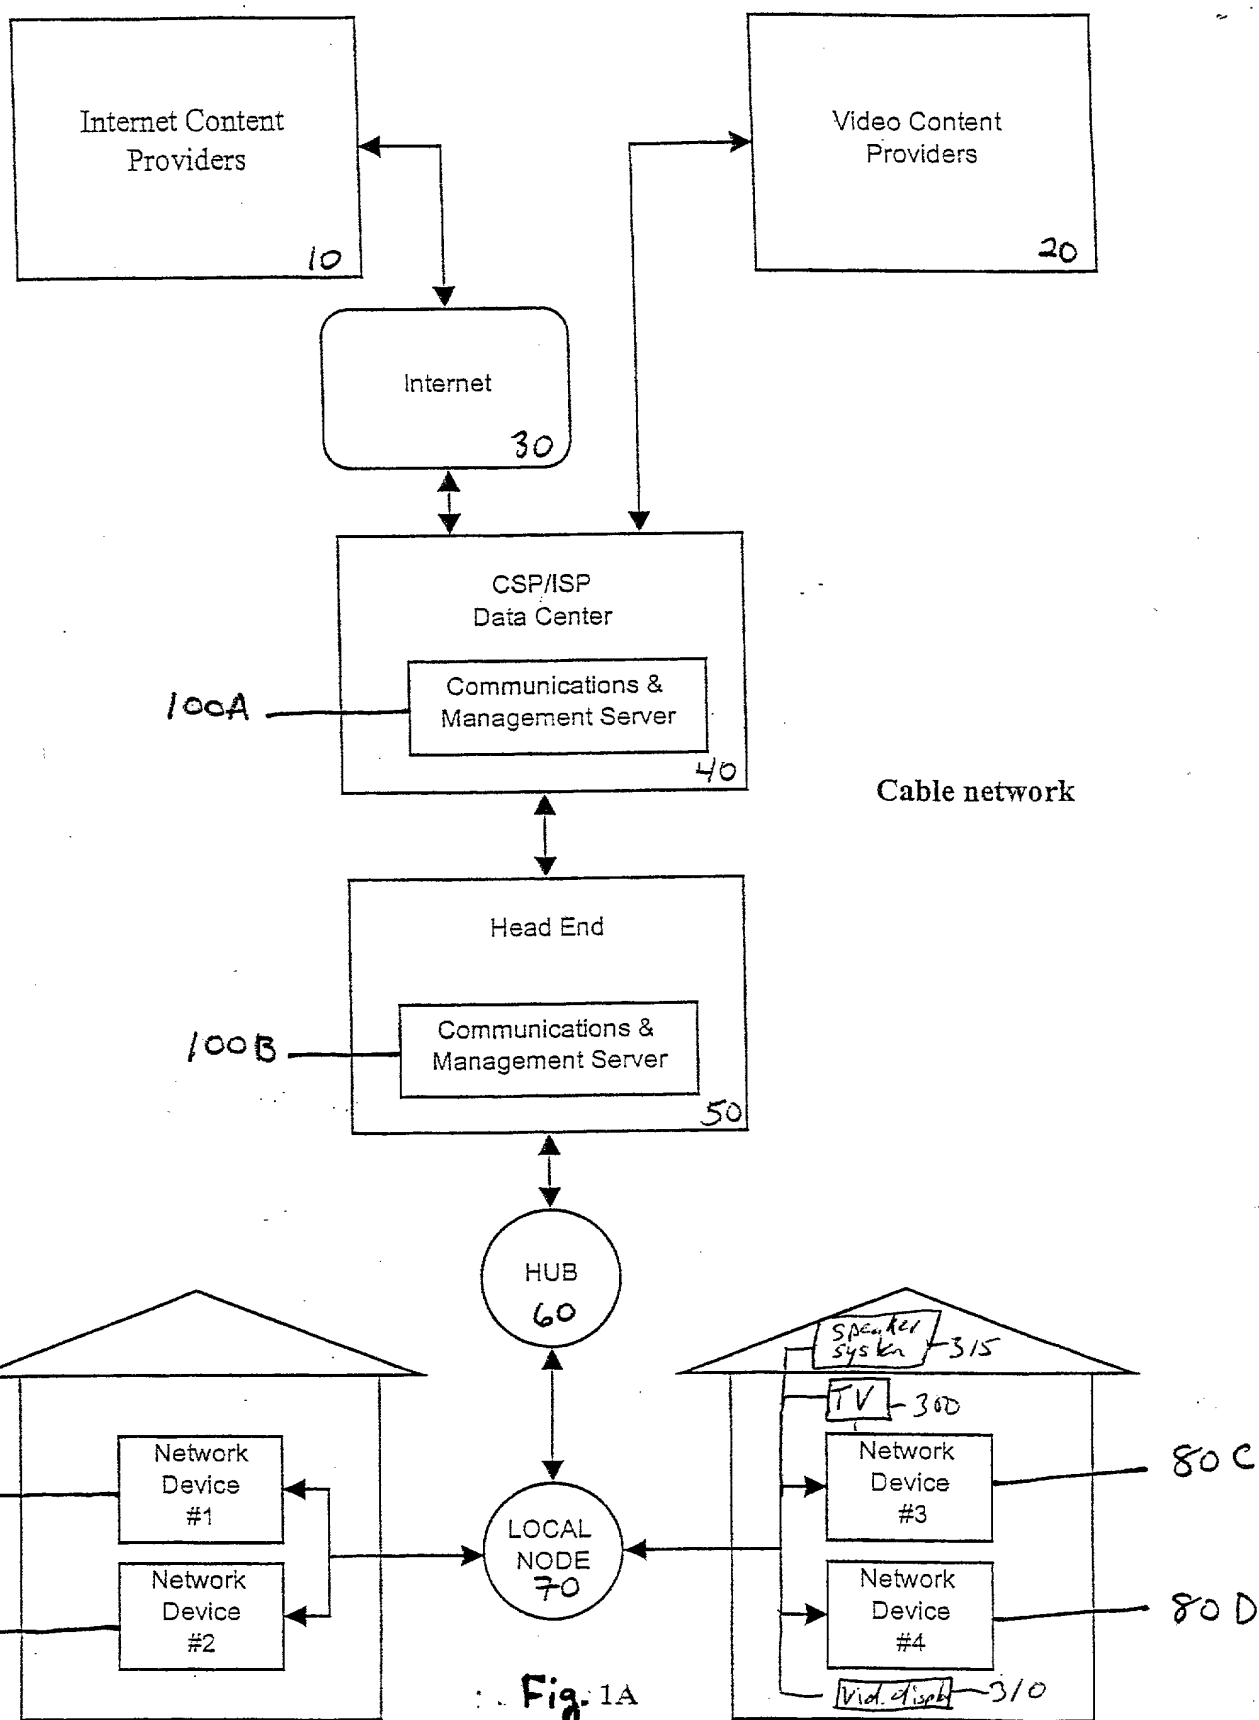 Internet Content
Providers
10
Video Content
Providers
20
Internet
30
CSP/ISP
Data Center
100A
Communications &
Management Server
40
Cable network
Head End
100B
Communications &
Management Server
50
HUB
60
speaker
system
315
TV
300
Network
Device
#1
Network
Device
#3
80C
LOCAL
NODE
70
Network
Device
#2
Network
Device
#4
80D
Vid.
310
Fig. 1A